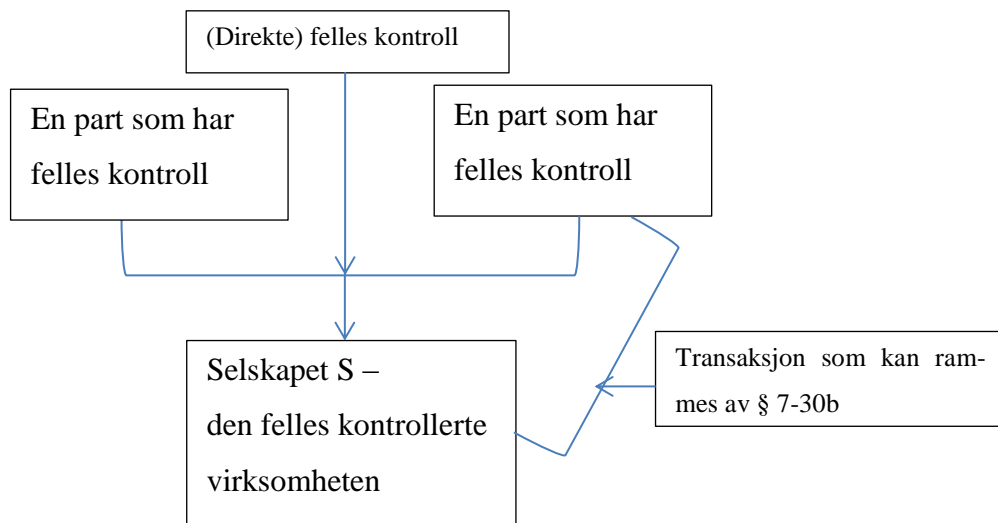 (Direkte) felles kontroll
En part som har
felles kontroll
En part som har
felles kontroll
Selskapet S –
den felles kontrollerte
virksomheten
Transaksjon som kan ram-
mes av § 7-30b